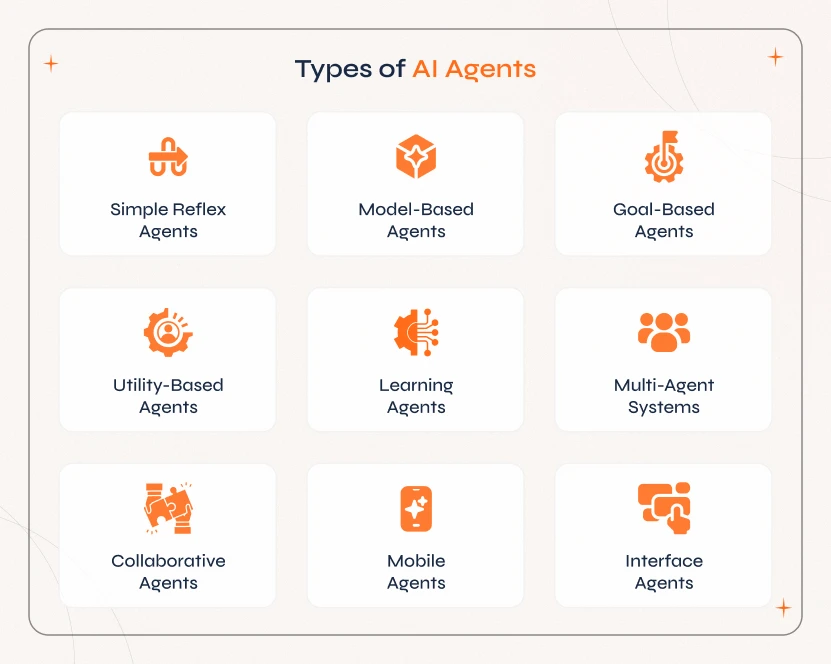 Types of AI Agents
Simple Reflex
Agents
Model-Based
Agents
Goal-Based
Agents
Utility-Based
Agents
Learning
Agents
Multi-Agent
Systems
Collaborative
Agents
Mobile
Agents
Interface
Agents